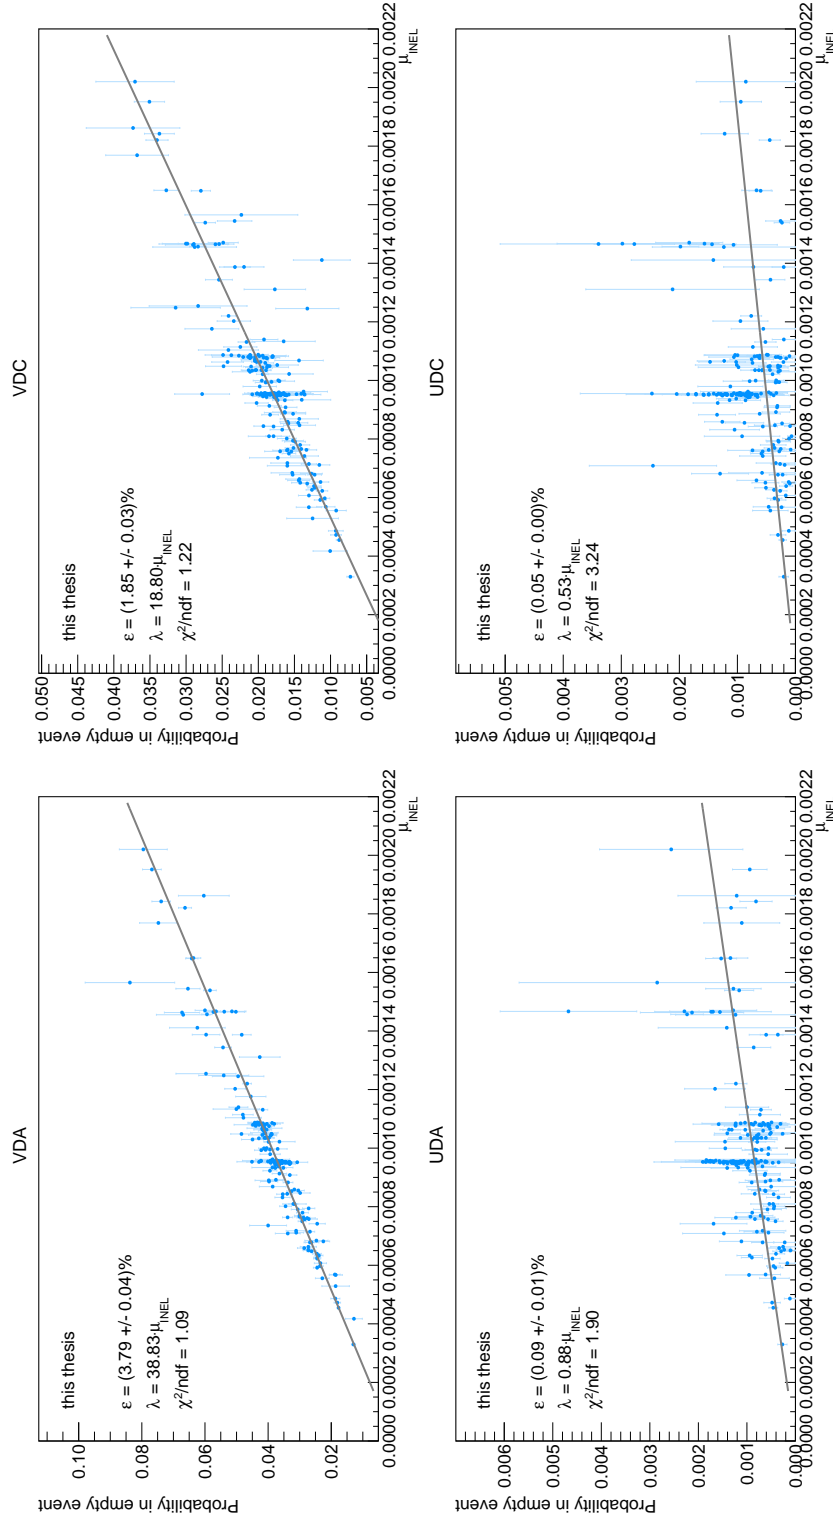 VDA
Probability in empty event
0.10
0.08
0.06
0.04
0.02
this thesis
ε = (3.79 +/- 0.04)%
λ = 38.83·μINEL
χ²/ndf = 1.09
0.0000 0.0002 0.0004 0.0006 0.0008 0.0010 0.0012 0.0014 0.0016 0.0018 0.0020 0.0022
μINEL
VDC
Probability in empty event
0.050
0.045
0.040
0.035
0.030
0.025
0.020
0.015
0.010
0.005
this thesis
ε = (1.85 +/- 0.03)%
λ = 18.80·μINEL
χ²/ndf = 1.22
0.0000 0.0002 0.0004 0.0006 0.0008 0.0010 0.0012 0.0014 0.0016 0.0018 0.0020 0.0022
μINEL
UDA
Probability in empty event
0.006
0.005
0.004
0.003
0.002
0.001
0.000
this thesis
ε = (0.09 +/- 0.01)%
λ = 0.88·μINEL
χ²/ndf = 1.90
0.0000 0.0002 0.0004 0.0006 0.0008 0.0010 0.0012 0.0014 0.0016 0.0018 0.0020 0.0022
μINEL
UDC
Probability in empty event
0.005
0.004
0.003
0.002
0.001
0.000
this thesis
ε = (0.05 +/- 0.00)%
λ = 0.53·μINEL
χ²/ndf = 3.24
0.0000 0.0002 0.0004 0.0006 0.0008 0.0010 0.0012 0.0014 0.0016 0.0018 0.0020 0.0022
μINEL